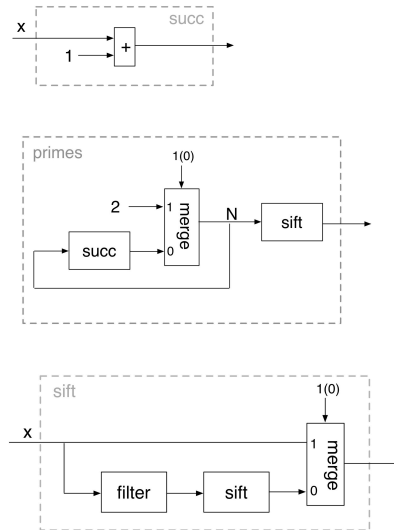 succ
x
1
+
primes
1(0)
2
1
merge
N
sift
succ
0
sift
1(0)
x
1
merge
filter
sift
0